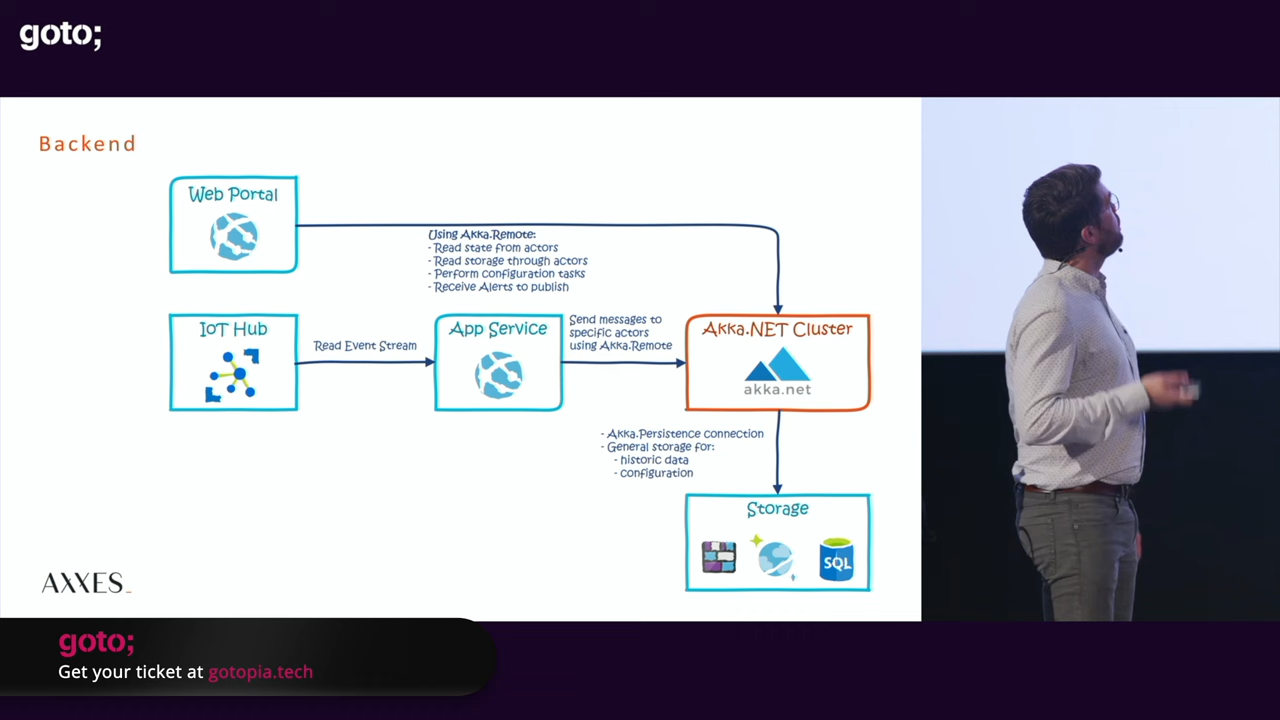 goto;
Backend
Web Portal
Using Akka.Remote:
- Read state from actors
- Read storage through actors
- Perform configuration tasks
- Receive Alerts to publish
IoT Hub
Read Event Stream
App Service
Send messages to
specific actors
using Akka.Remote
Akka.NET Cluster
akka.net
- Akka.Persistence connection
- General storage for:
- historic data
- configuration
Storage
SQL
AXXES_
goto;
Get your ticket at gotopia.tech